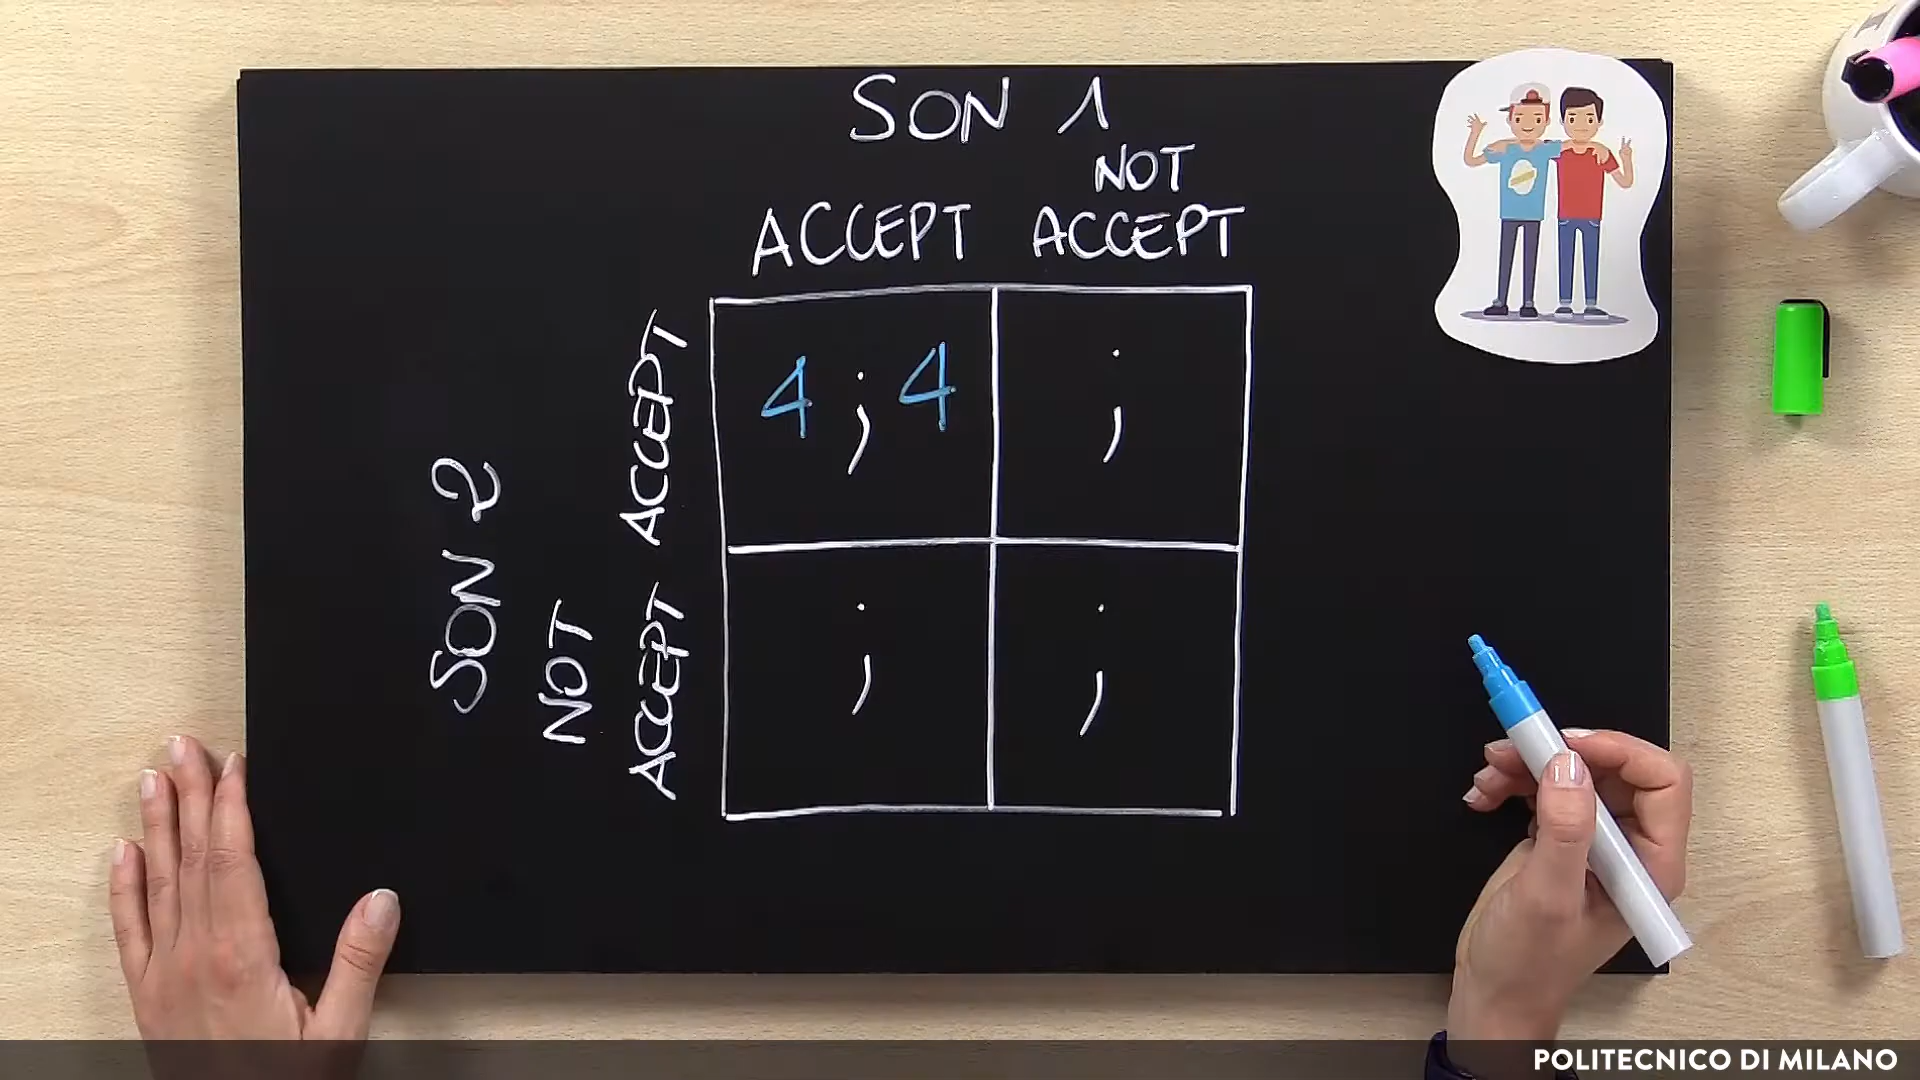 SON 1
NOT
ACCEPT ACCEPT
SON 2
NOT
ACCEPT ACCEPT
4 ; 4 ;
; ;
POLITECNICO DI MILANO